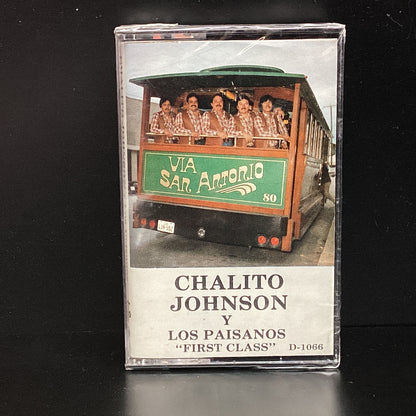 VIA
San Antonio
80
CHALITO
JOHNSON
Y
LOS PAISANOS
"FIRST CLASS" D-1066